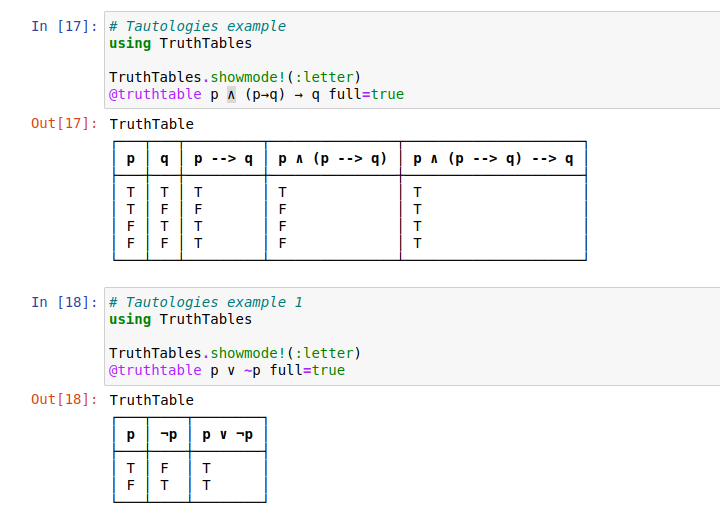 In [17]: # Tautologies example
using TruthTables
TruthTables.showmode!(:letter)
@truthtable p ∧ (p→q) → q full=true
Out[17]: TruthTable
p q p --> q p ∧ (p --> q) p ∧ (p --> q) --> q
T T T T T
T F F F T
F T T F T
F F T F T
In [18]: # Tautologies example 1
using TruthTables
TruthTables.showmode!(:letter)
@truthtable p ∨ ~p full=true
Out[18]: TruthTable
p ¬p p ∨ ¬p
T F T
F T T